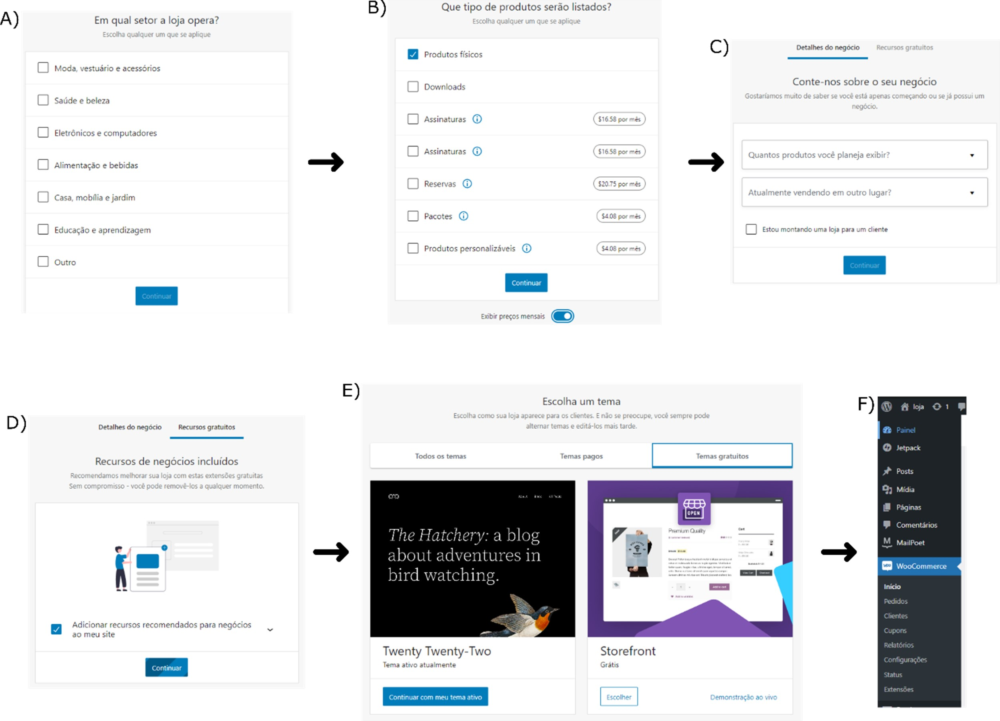 A)
Em qual setor a loja opera?
Escolha qualquer um que se aplique
Moda, vestuário e acessórios
Saúde e beleza
Eletrônicos e computadores
Alimentação e bebidas
Casa, mobília e jardim
Educação e aprendizagem
Outro
Continuar
B)
Que tipo de produtos serão listados?
Escolha qualquer um que se aplique
Produtos físicos
Downloads
Assinaturas $16.58 por mês
Assinaturas $16.58 por mês
Reservas $20.75 por mês
Pacotes $4.08 por mês
Produtos personalizáveis $4.08 por mês
Continuar
Exibir preços mensais
C)
Detalhes do negócio Recursos gratuitos
Conte-nos sobre o seu negócio
Gostaríamos muito de saber se você está apenas começando ou se já possui um
negócio.
Quantos produtos você planeja exibir?
Atualmente vendendo em outro lugar?
Estou montando uma loja para um cliente
Continuar
D)
Detalhes do negócio Recursos gratuitos
Recursos de negócios incluídos
Recomendamos melhorar sua loja com estas extensões gratuitas
Sem compromisso - você pode removê-los a qualquer momento.
Adicionar recursos recomendados para negócios
ao meu site
Continuar
E)
Escolha um tema
Escolha como sua loja aparece para os clientes. E não se preocupe, você sempre pode
alternar temas e editá-los mais tarde.
Todos os temas Temas pagos Temas gratuitos
The Hatchery: a blog
about adventures in
bird watching.
Twenty Twenty-Two
Tema ativo atualmente
Continuar com meu tema ativo
OPEN
Premium Quality
Cart
Add to cart
Storefront
Grátis
Escolher Demonstração ao vivo
F)
loja 1
Painel
Jetpack
Posts
Mídia
Páginas
Comentários
MailPoet
WooCommerce
Início
Pedidos
Clientes
Cupons
Relatórios
Configurações
Status
Extensões